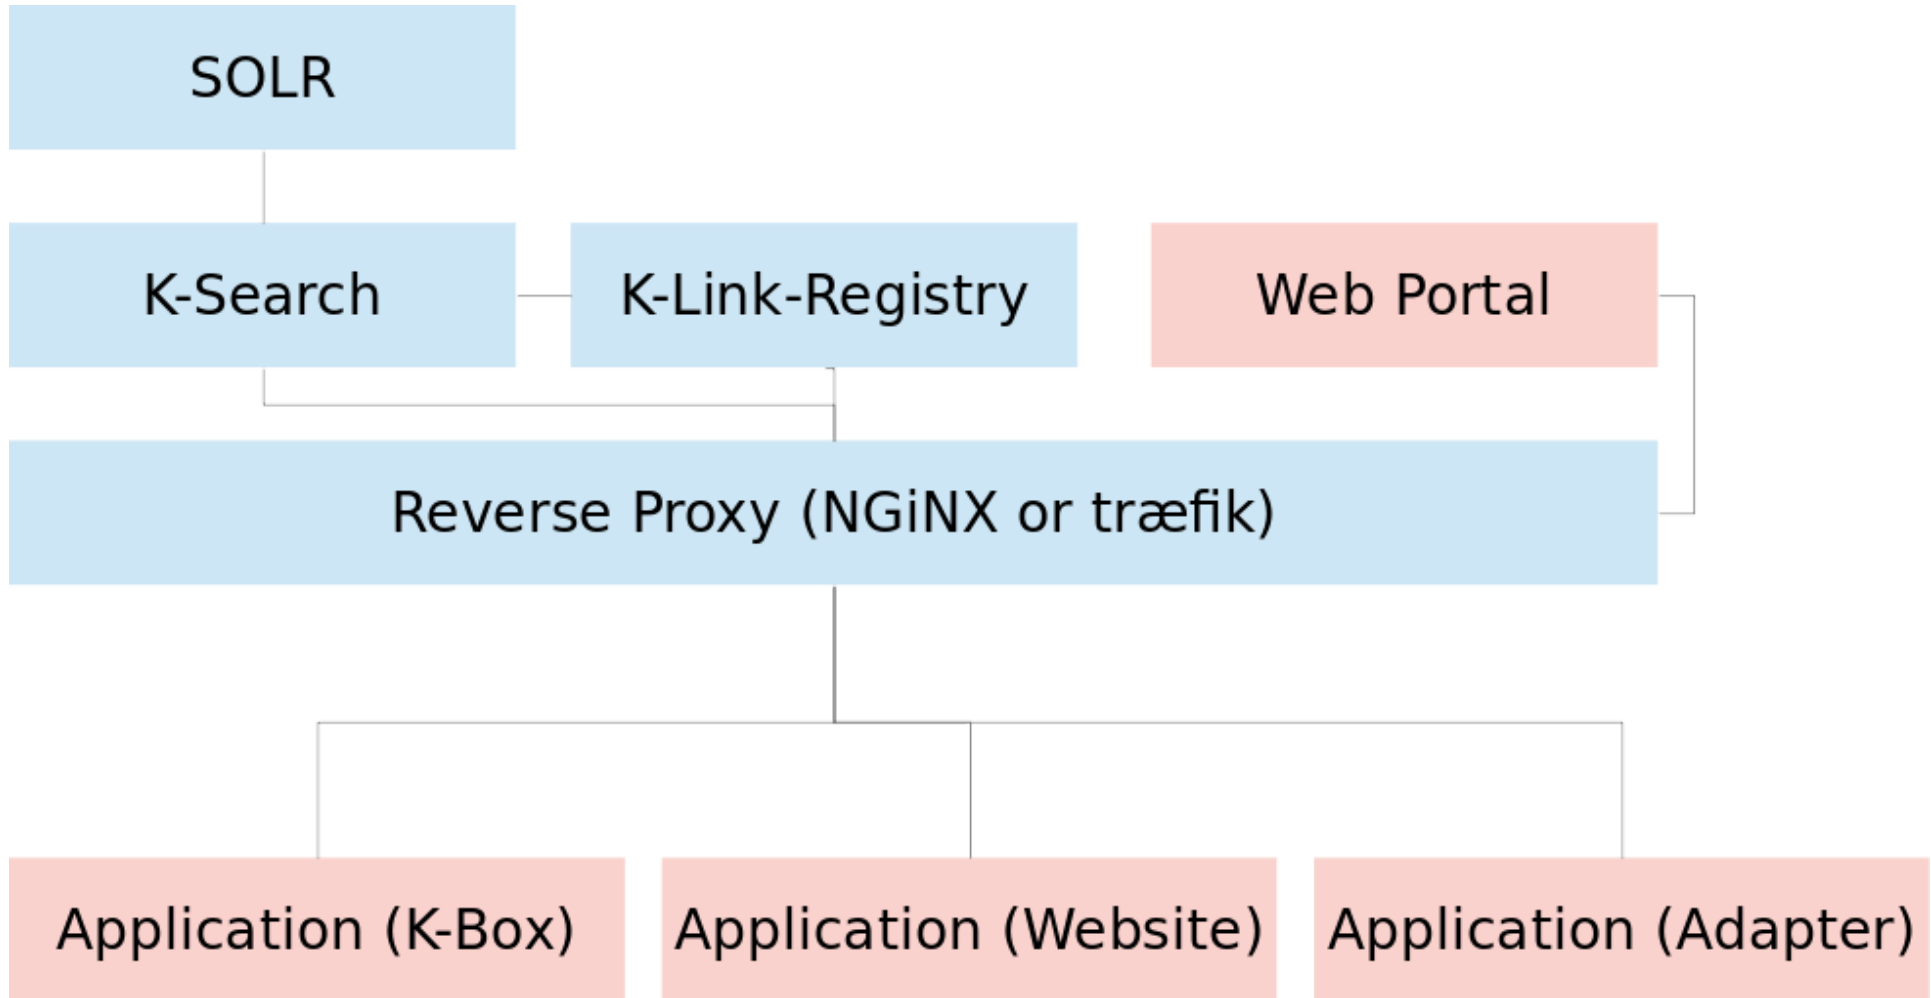 SOLR
K-Search
K-Link-Registry
Web Portal
Reverse Proxy (NGiNX or træfik)
Application (K-Box)
Application (Website)
Application (Adapter)